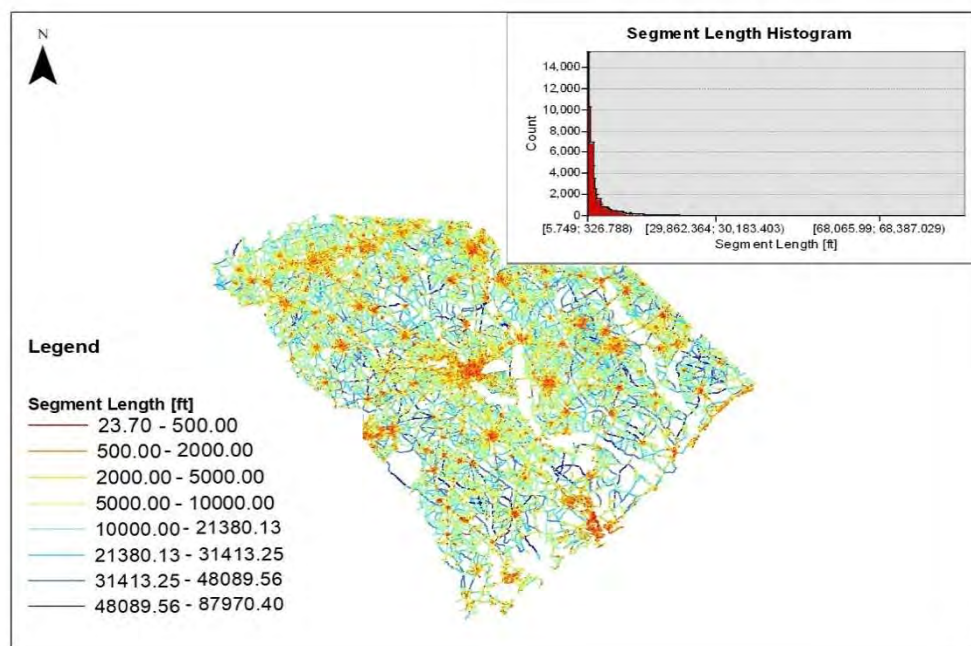 N
Segment Length Histogram
Count
14,000
12,000
10,000
8,000
6,000
4,000
2,000
0
[5.749; 326.788) [29,862.364; 30,183.403) [68,065.99; 68,387.029)
Segment Length [ft]
Legend
Segment Length [ft]
23.70 - 500.00
500.00 - 2000.00
2000.00 - 5000.00
5000.00 - 10000.00
10000.00 - 21380.13
21380.13 - 31413.25
31413.25 - 48089.56
48089.56 - 87970.40